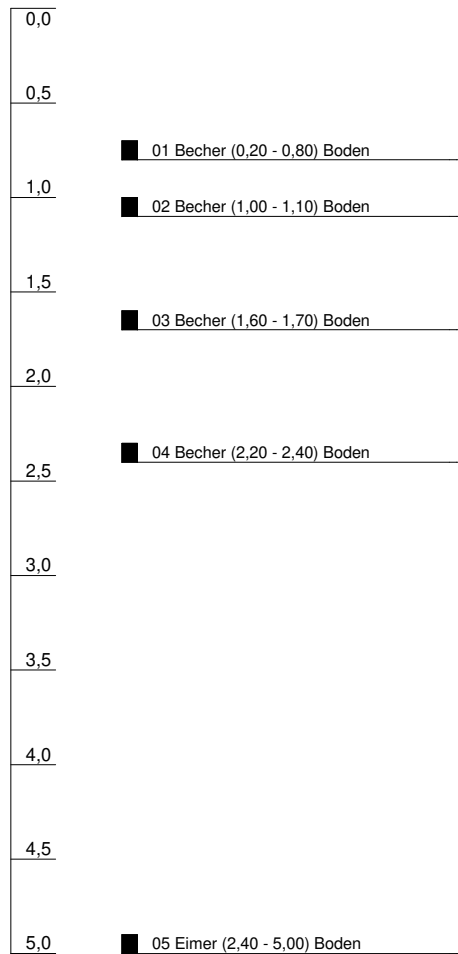 0,0
0,5
01 Becher (0,20 - 0,80) Boden
1,0
02 Becher (1,00 - 1,10) Boden
1,5
03 Becher (1,60 - 1,70) Boden
2,0
04 Becher (2,20 - 2,40) Boden
2,5
3,0
3,5
4,0
4,5
5,0
05 Eimer (2,40 - 5,00) Boden